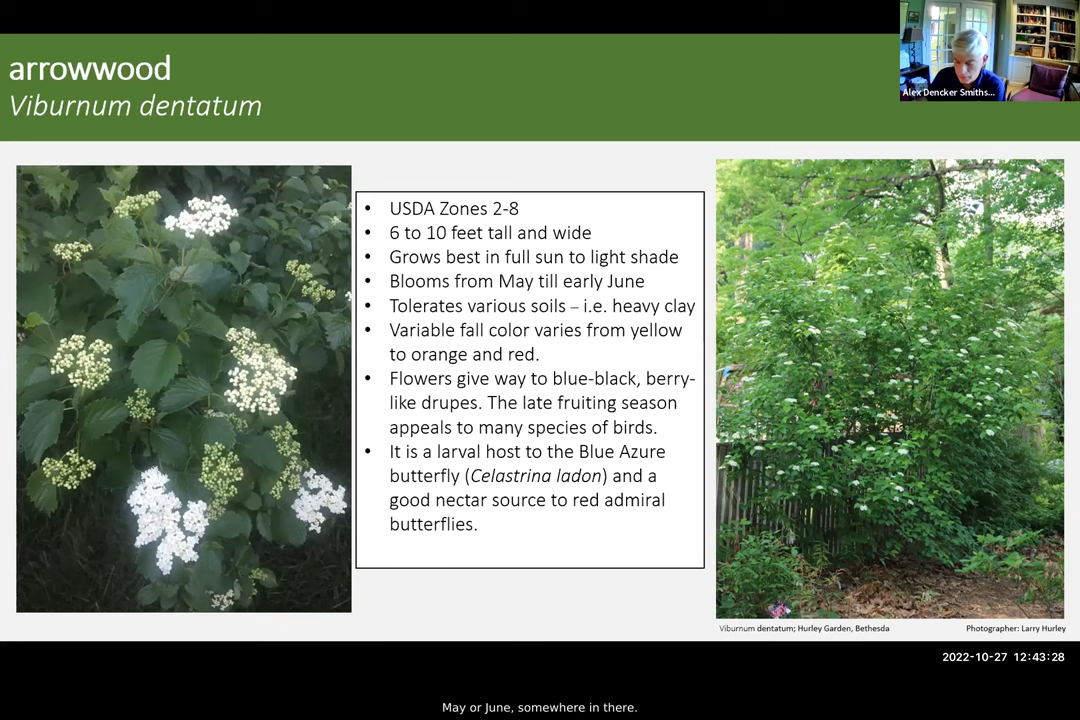 arrowwood
Viburnum dentatum
Alex Dencker Smiths...
• USDA Zones 2-8
• 6 to 10 feet tall and wide
• Grows best in full sun to light shade
• Blooms from May till early June
• Tolerates various soils – i.e. heavy clay
• Variable fall color varies from yellow
to orange and red.
• Flowers give way to blue-black, berry-
like drupes. The late fruiting season
appeals to many species of birds.
• It is a larval host to the Blue Azure
butterfly (Celastrina ladon) and a
good nectar source to red admiral
butterflies.
Viburnum dentatum; Hurley Garden, Bethesda
Photographer: Larry Hurley
2022-10-27 12:43:28
May or June, somewhere in there.